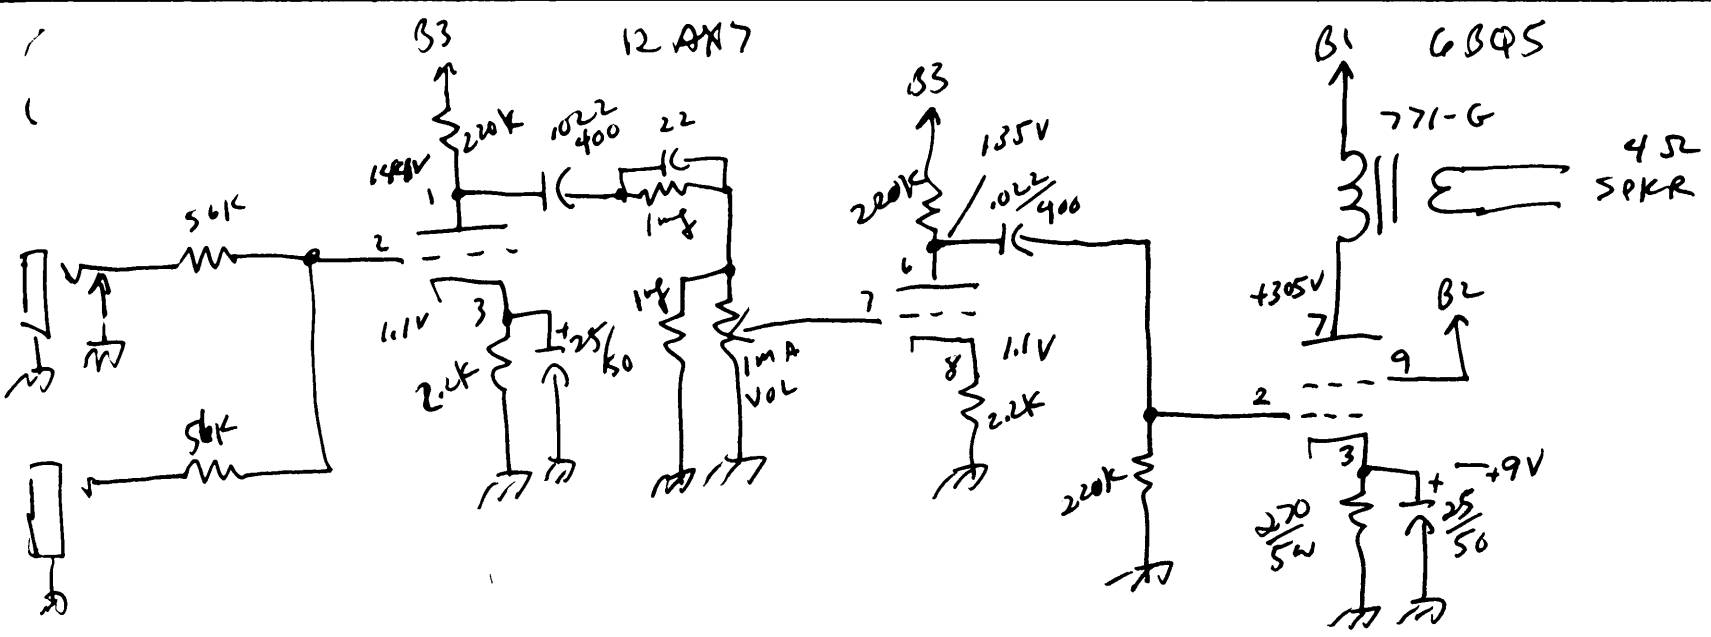 B3
12AX7
B1
6BQ5
B3
220K
.022
400
22
135V
771-G
4Ω
SPKR
1
220K
.022/
400
56K
2
1meg
6
+305V
B2
1.1V
3
1meg
7
7
+
25/
50
1.1V
9
2.2K
1MA
VOL
8
2.2K
2
56K
3
+
+9V
220K
270
/5W
25
/50